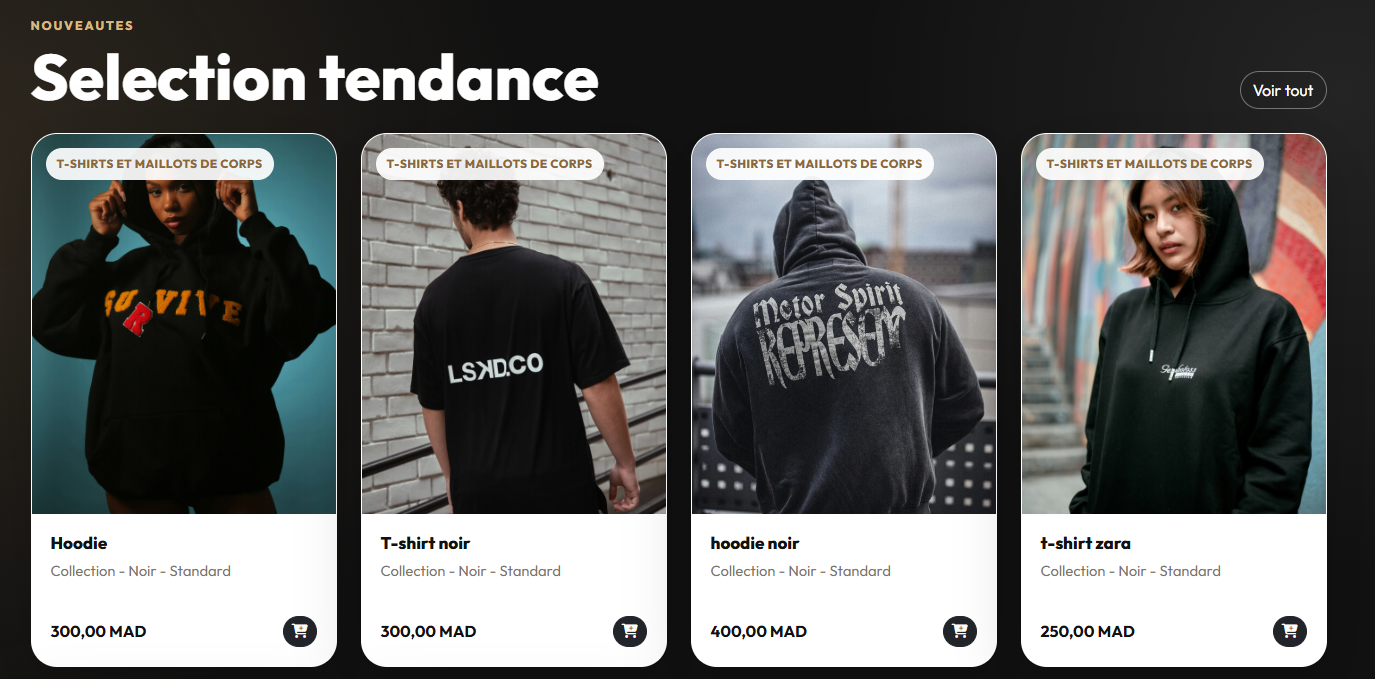 NOUVEAUTES
Selection tendance
Voir tout
T-SHIRTS ET MAILLOTS DE CORPS
T-SHIRTS ET MAILLOTS DE CORPS
T-SHIRTS ET MAILLOTS DE CORPS
T-SHIRTS ET MAILLOTS DE CORPS
SURVIVE
LSKD.CO
Motor Spirit
REPRESENT
Hoodie
T-shirt noir
hoodie noir
t-shirt zara
Collection - Noir - Standard
Collection - Noir - Standard
Collection - Noir - Standard
Collection - Noir - Standard
300,00 MAD
300,00 MAD
400,00 MAD
250,00 MAD